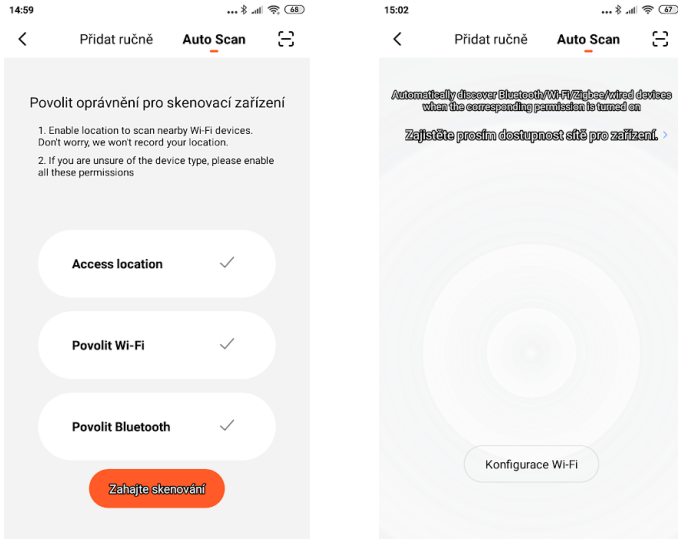 14:59
68
Přidat ručně
Auto Scan
Povolit oprávnění pro skenovací zařízení
1. Enable location to scan nearby Wi-Fi devices.
Don't worry, we won't record your location.
2. If you are unsure of the device type, please enable
all these permissions
Access location
Povolit Wi-Fi
Povolit Bluetooth
Zahajte skenování
15:02
67
Přidat ručně
Auto Scan
Automatically discover Bluetooth/Wi-Fi/Zigbee/wired devices
when the corresponding permission is turned on
Zajistěte prosím dostupnost sítě pro zařízení.
Konfigurace Wi-Fi